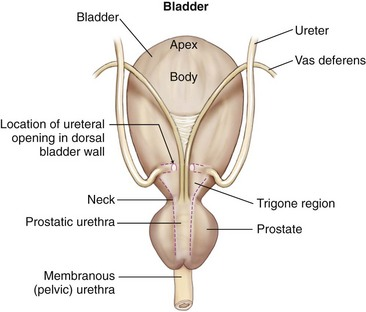 Bladder
Bladder
Apex
Ureter
Body
Vas deferens
Location of ureteral
opening in dorsal
bladder wall
Neck
Trigone region
Prostatic urethra
Prostate
Membranous
(pelvic) urethra